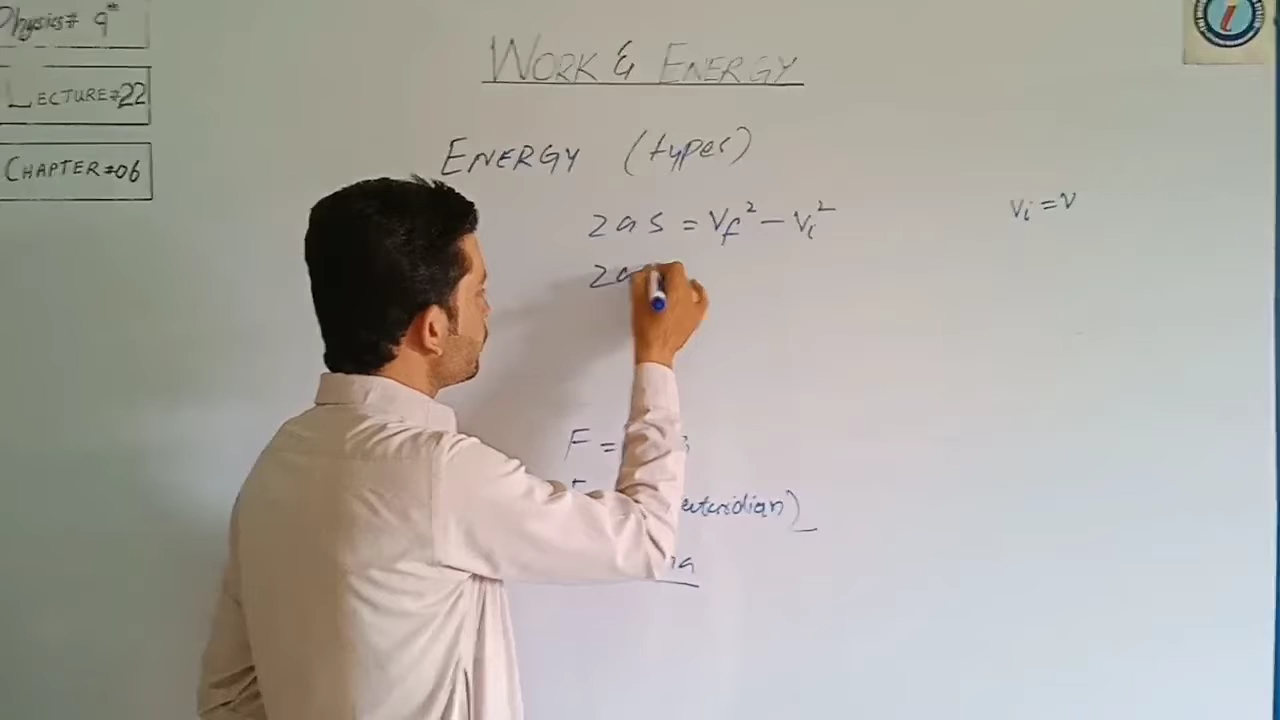 Physics# 9th
LECTURE#22
CHAPTER#06
WORK & ENERGY
ENERGY (types)
2as = Vf² - Vi²
Vi = V
2a
F =